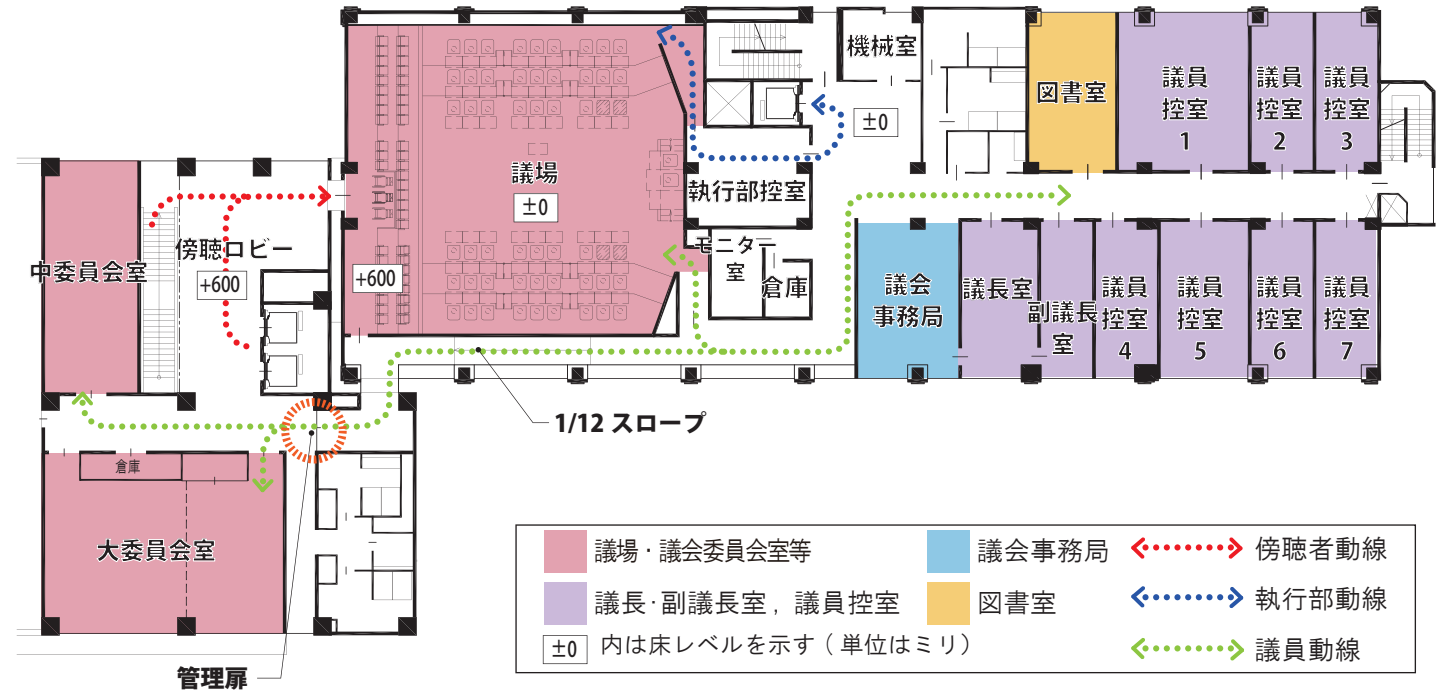 機械室
図書室
議員
控室
1
議員
控室
2
議員
控室
3
±0
議場
±0
執行部控室
傍聴ロビー
+600
中委員会室
+600
モニター
室
倉庫
議会
事務局
議長室
副議長
室
議員
控室
4
議員
控室
5
議員
控室
6
議員
控室
7
1/12 スロープ
倉庫
大委員会室
管理扉
議場・議会委員会室等
議会事務局
傍聴者動線
議長・副議長室，議員控室
図書室
執行部動線
±0 内は床レベルを示す（単位はミリ）
議員動線